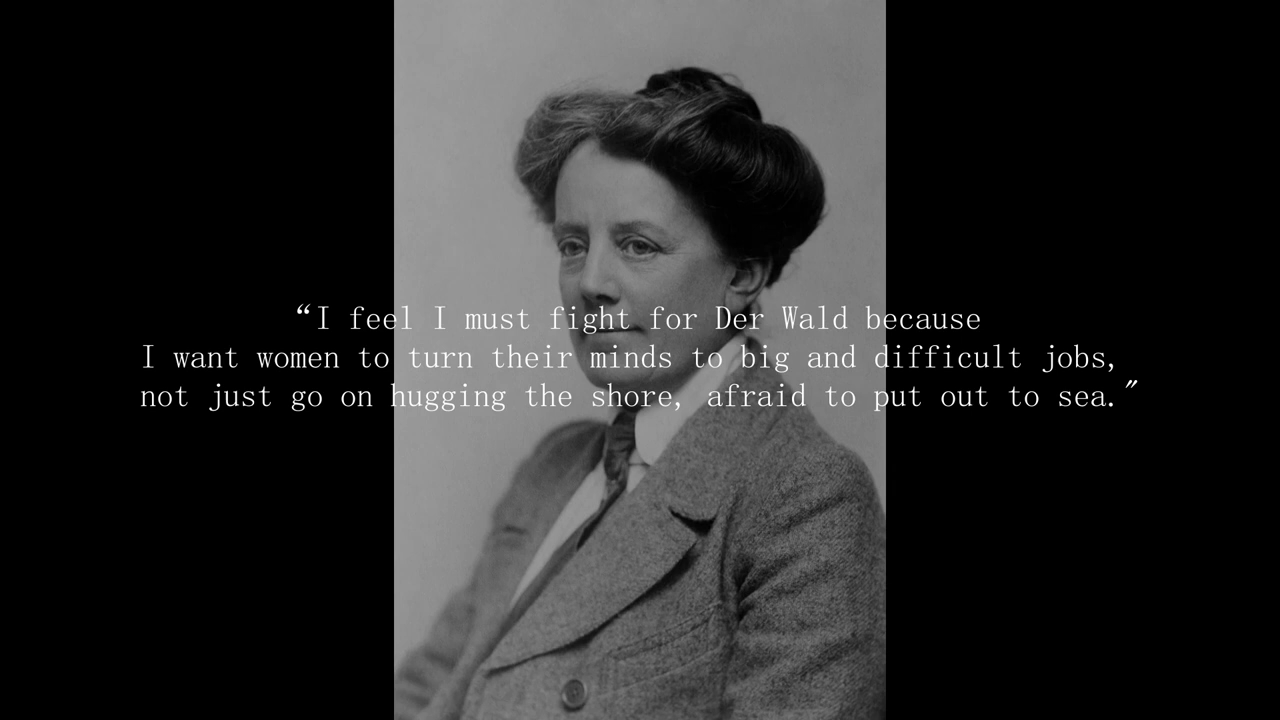 “I feel I must fight for Der Wald because
I want women to turn their minds to big and difficult jobs,
not just go on hugging the shore, afraid to put out to sea.”